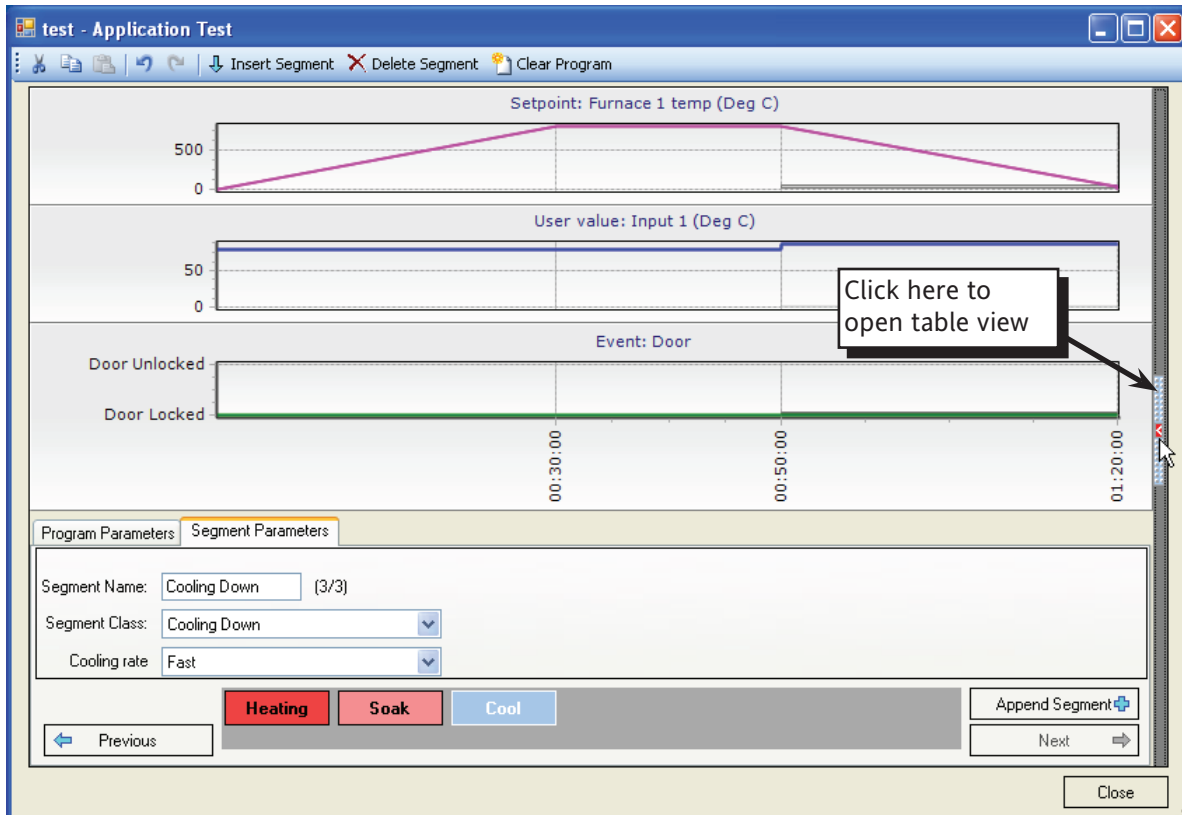 test - Application Test
Insert Segment Delete Segment Clear Program
Setpoint: Furnace 1 temp (Deg C)
500
0
User value: Input 1 (Deg C)
50
0
Click here to
open table view
Event: Door
Door Unlocked
Door Locked
00:30:00
00:50:00
01:20:00
Program Parameters Segment Parameters
Segment Name: Cooling Down (3/3)
Segment Class: Cooling Down
Cooling rate Fast
Heating Soak Cool
Append Segment
Previous
Next
Close